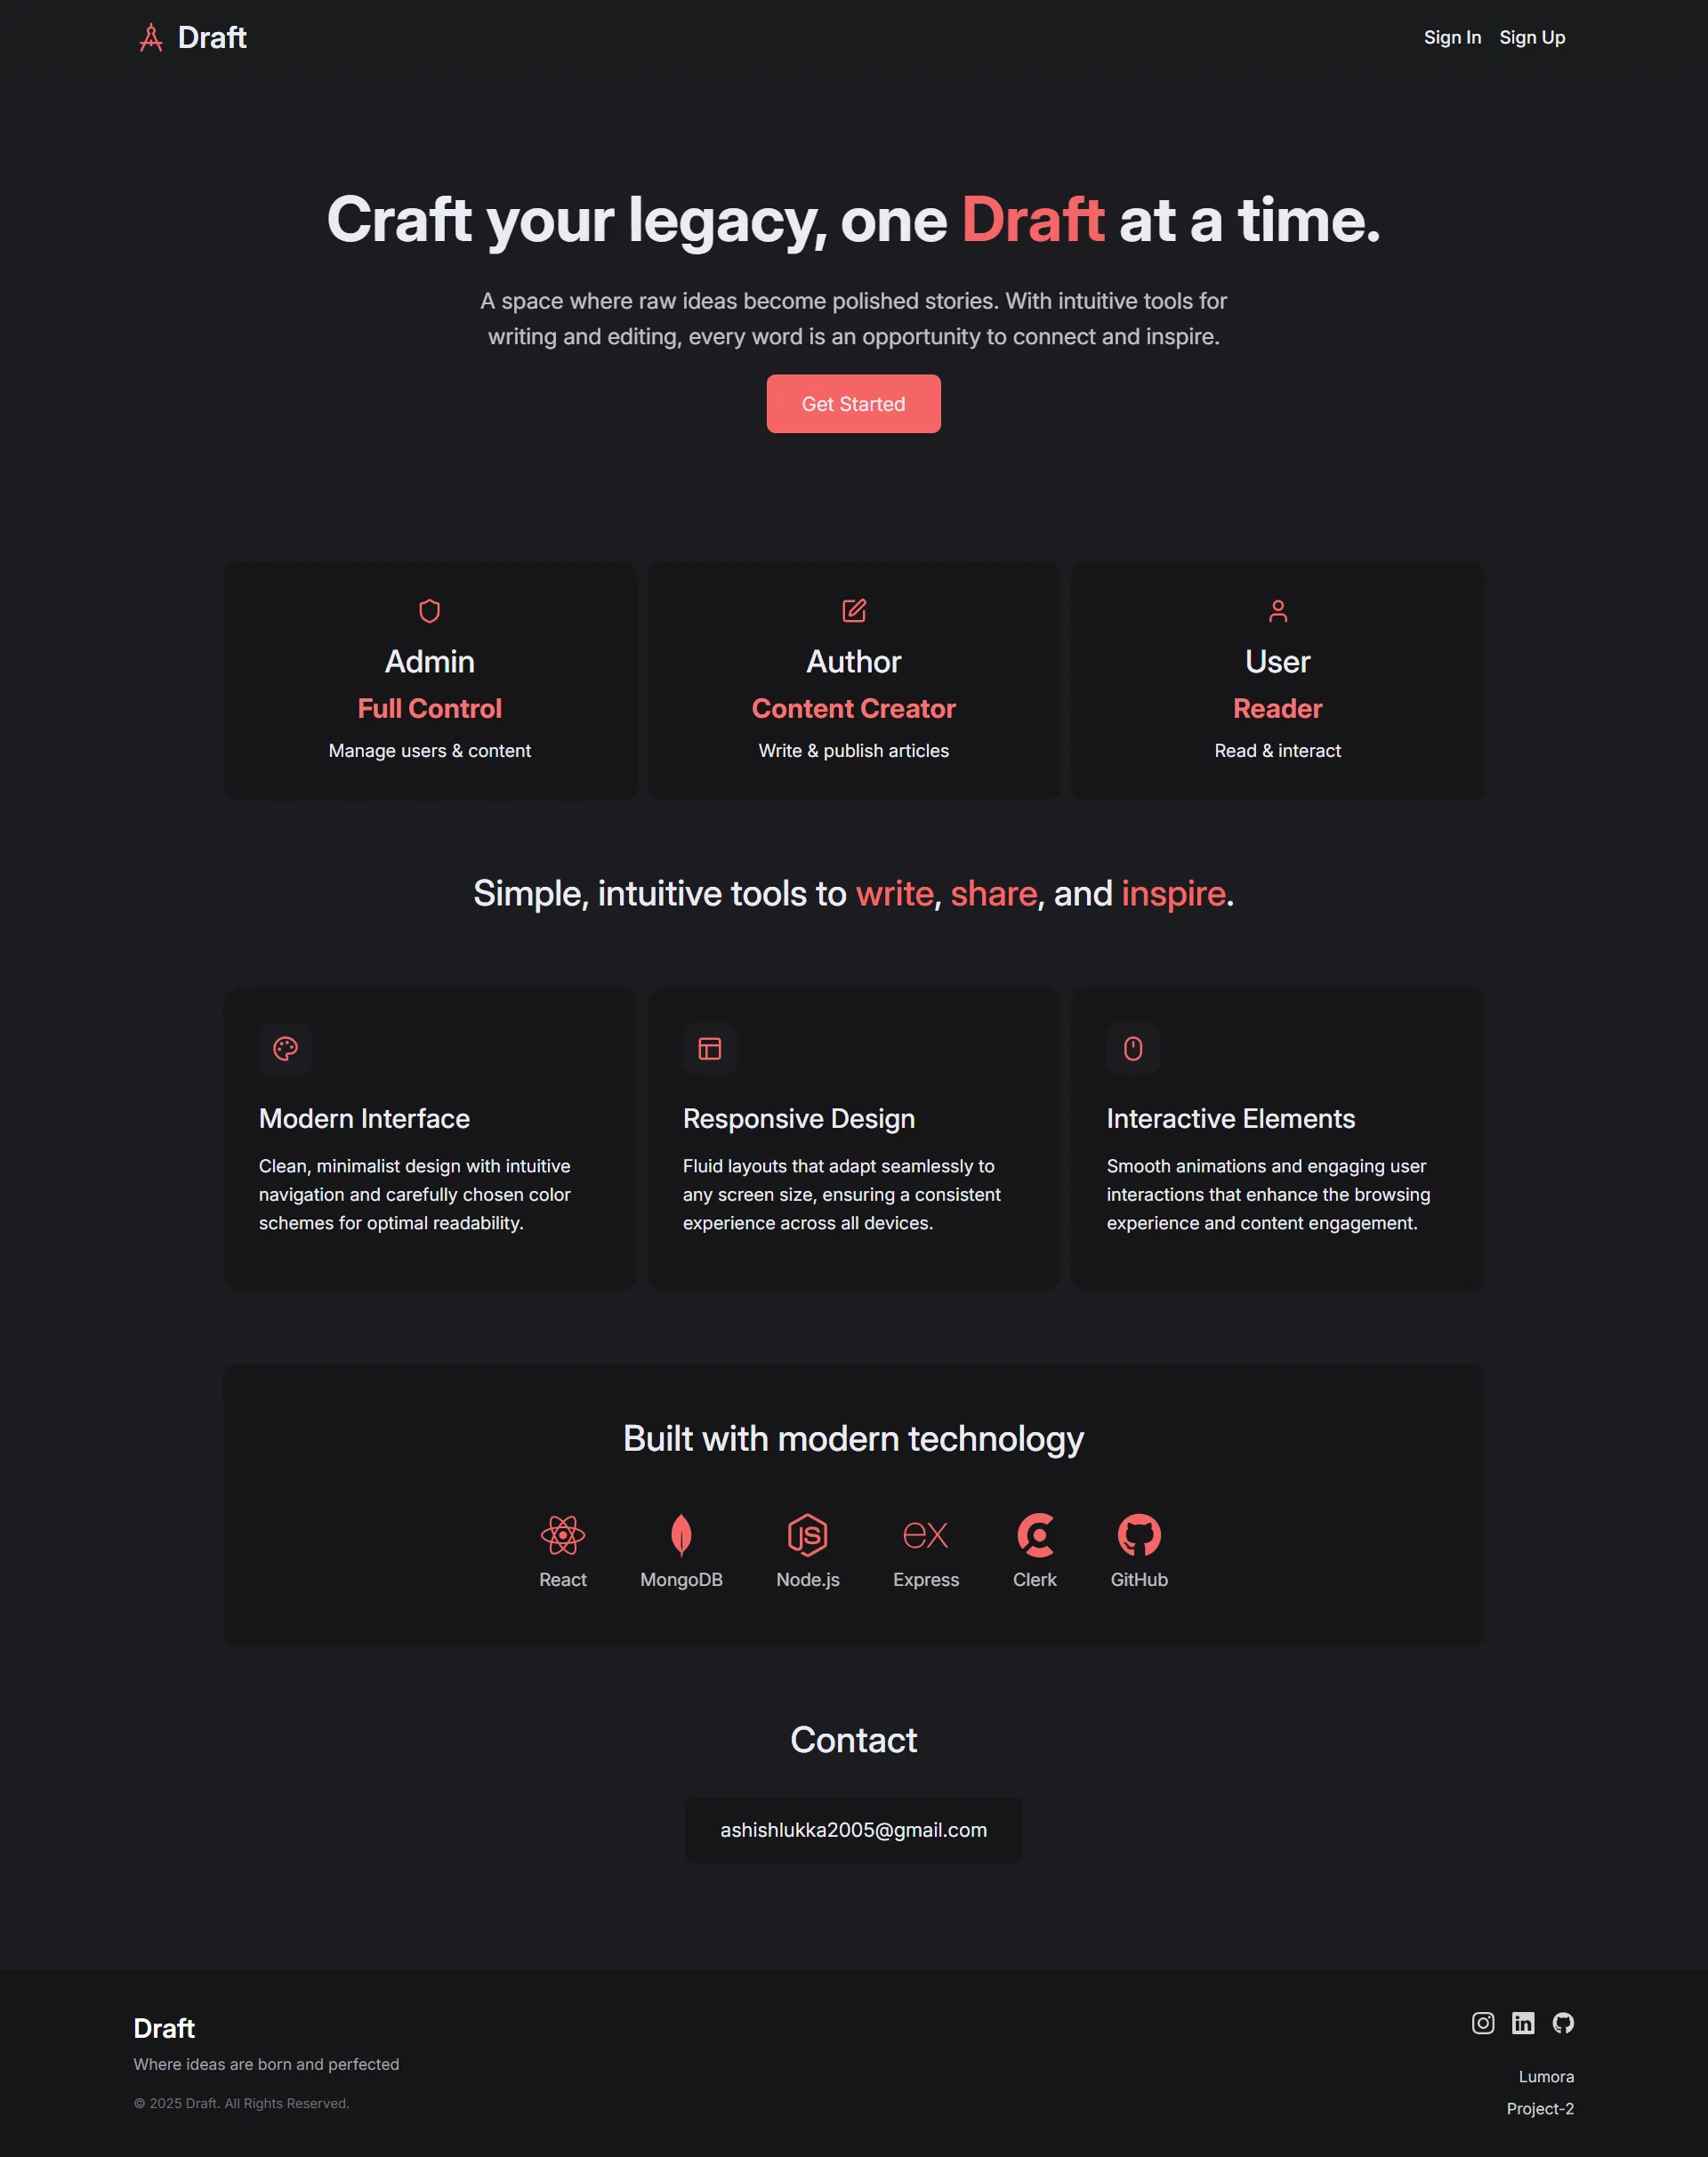 Draft
Sign In Sign Up
Craft your legacy, one Draft at a time.
A space where raw ideas become polished stories. With intuitive tools for
writing and editing, every word is an opportunity to connect and inspire.
Get Started
Admin
Full Control
Manage users & content
Author
Content Creator
Write & publish articles
User
Reader
Read & interact
Simple, intuitive tools to write, share, and inspire.
Modern Interface
Clean, minimalist design with intuitive
navigation and carefully chosen color
schemes for optimal readability.
Responsive Design
Fluid layouts that adapt seamlessly to
any screen size, ensuring a consistent
experience across all devices.
Interactive Elements
Smooth animations and engaging user
interactions that enhance the browsing
experience and content engagement.
Built with modern technology
JS
ex
React
MongoDB
Node.js
Express
Clerk
GitHub
Contact
ashishlukka2005@gmail.com
Draft
Where ideas are born and perfected
© 2025 Draft. All Rights Reserved.
in
Lumora
Project-2